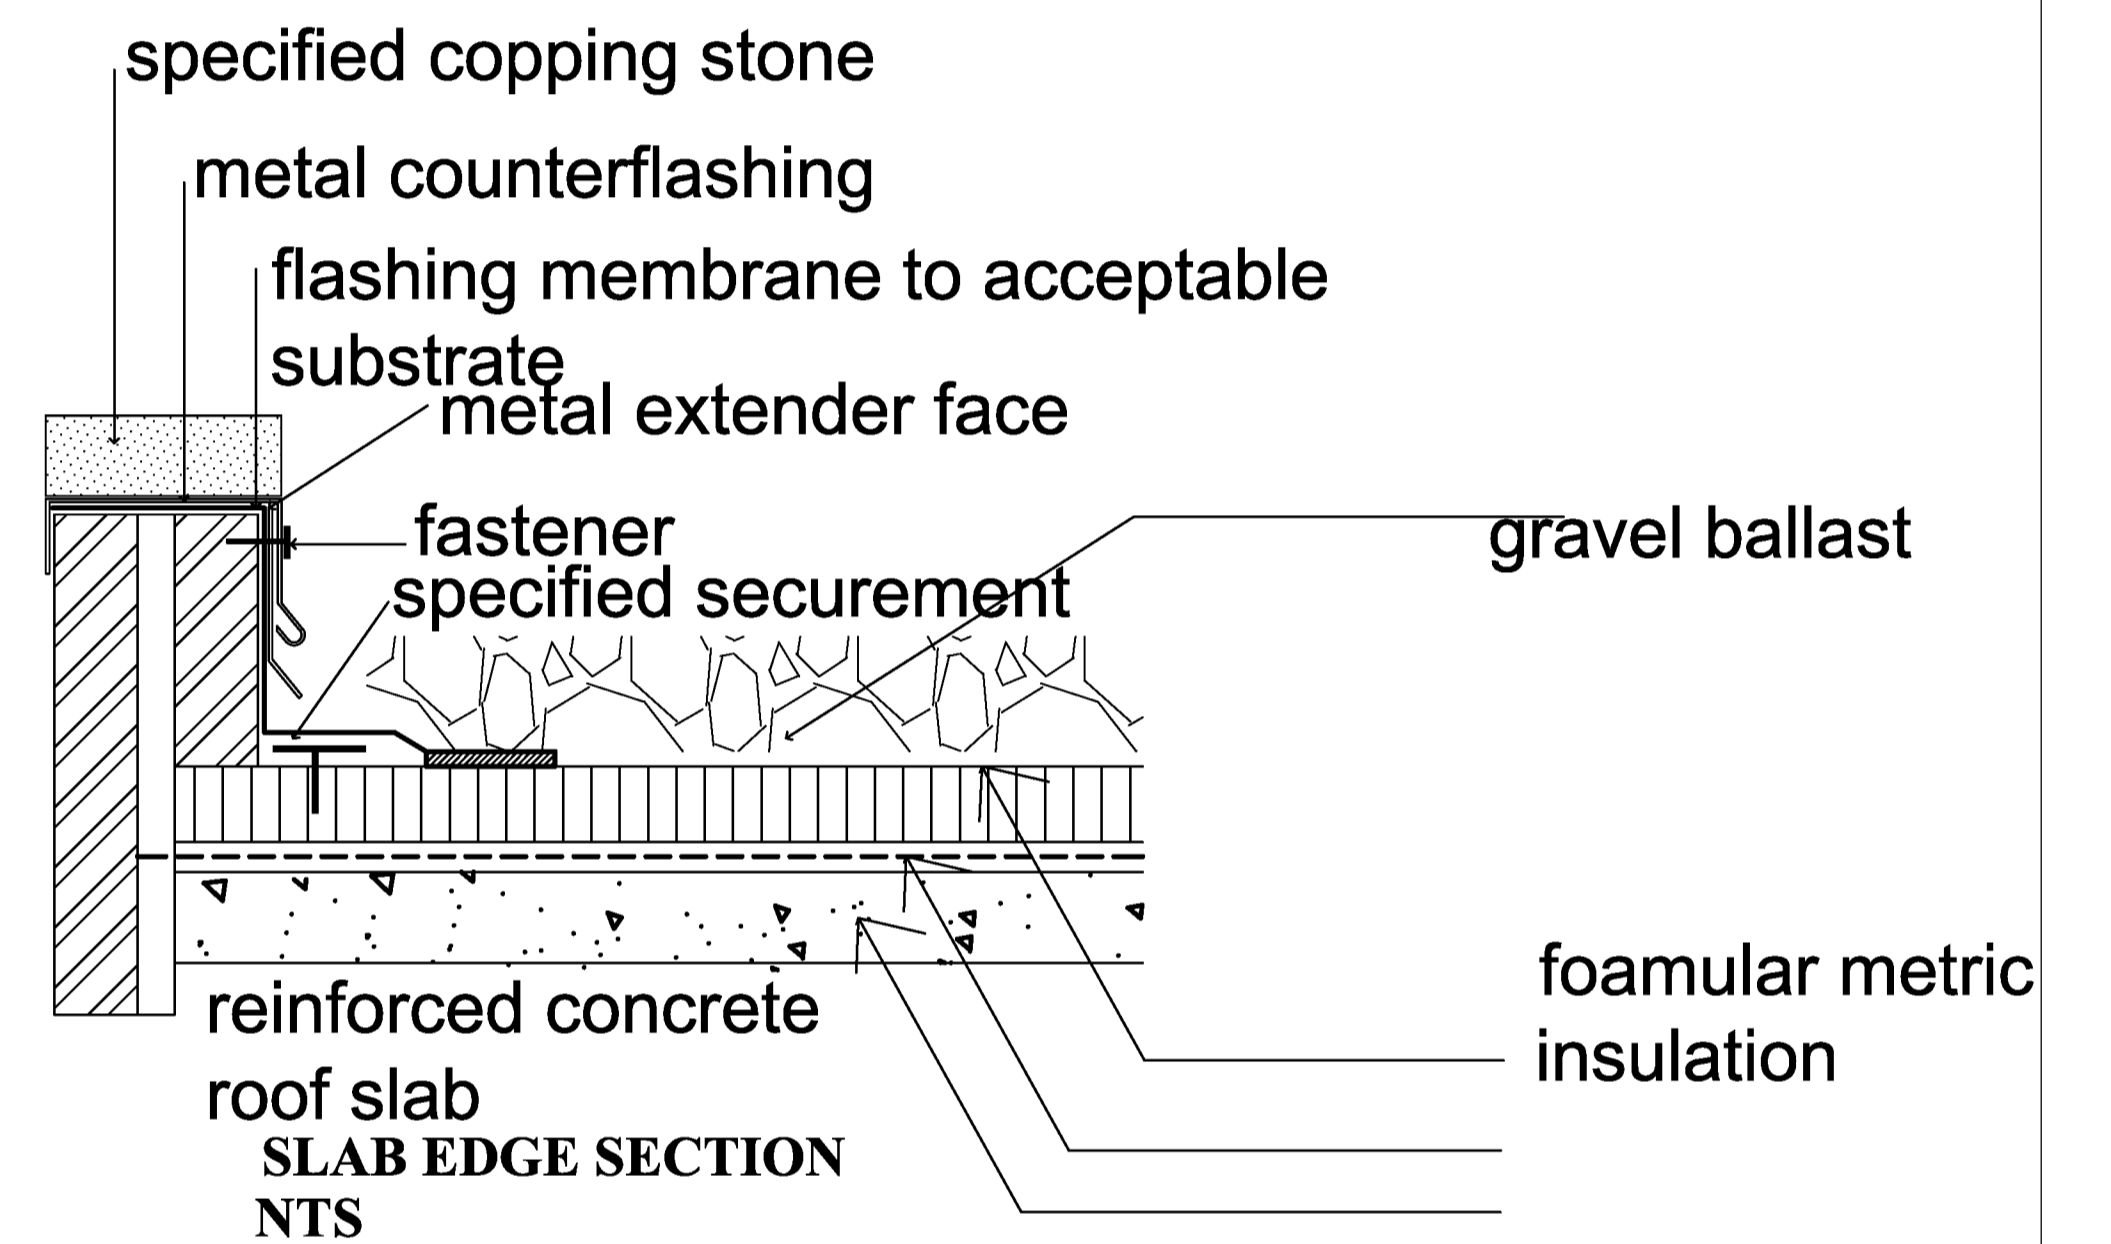 specified copping stone
metal counterflashing
flashing membrane to acceptable
substrate
metal extender face
fastener
gravel ballast
specified securement
foamular metric
insulation
reinforced concrete
roof slab
SLAB EDGE SECTION
NTS